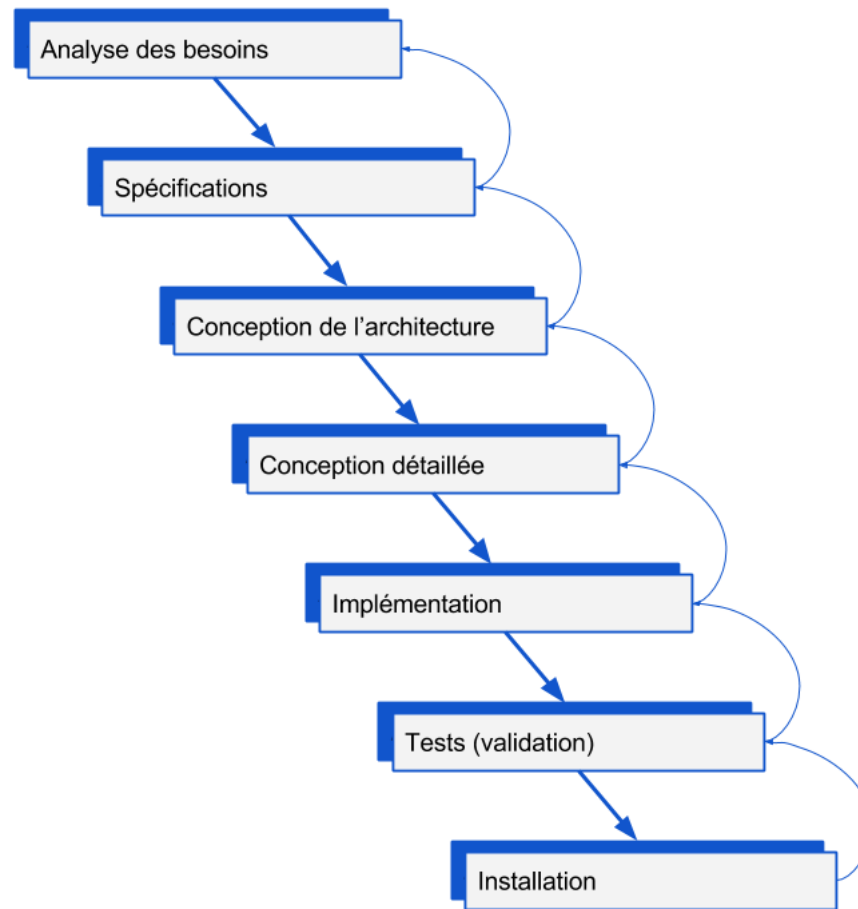 Analyse des besoins
Spécifications
Conception de l’architecture
Conception détaillée
Implémentation
Tests (validation)
Installation